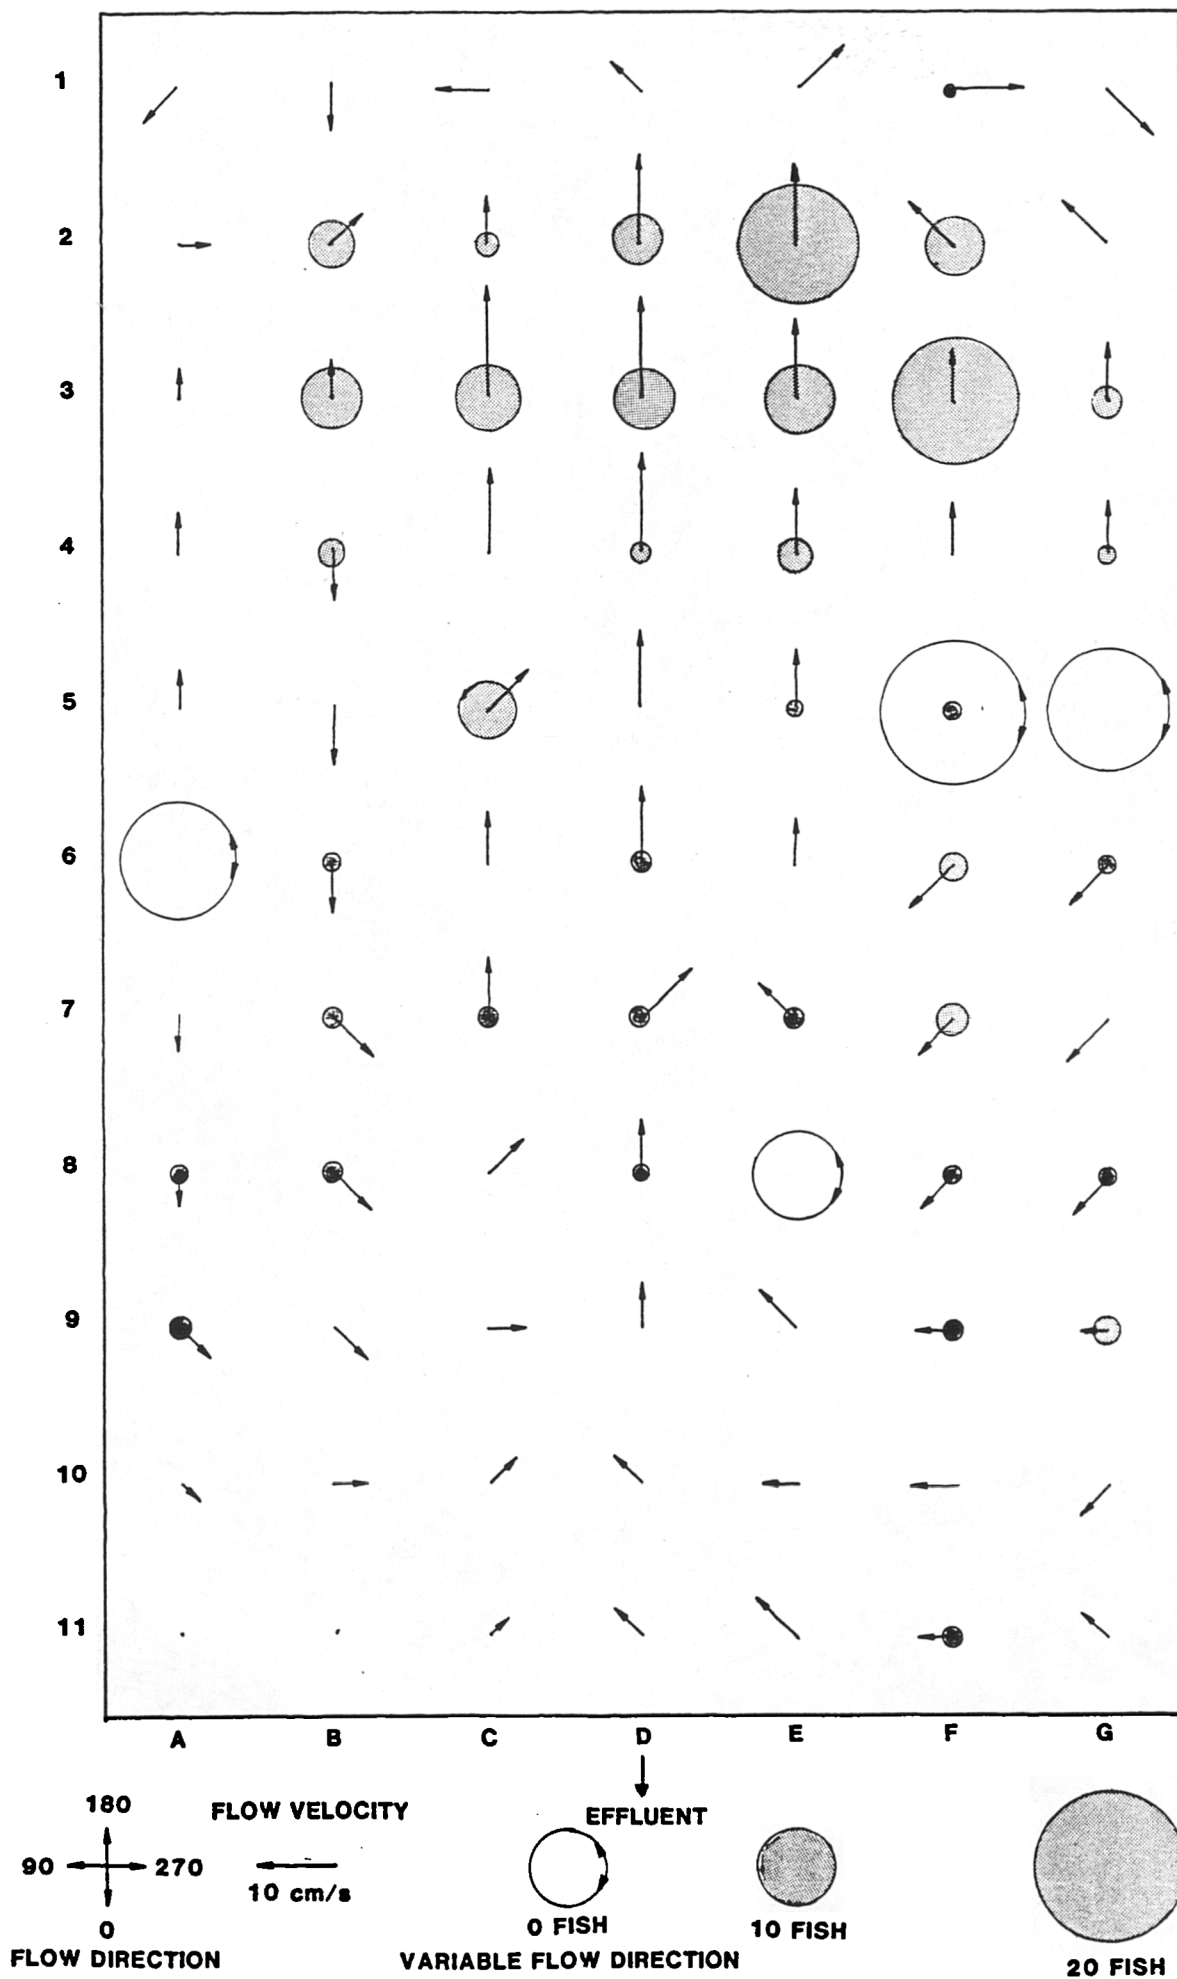 1
2
3
4
5
6
7
8
9
10
11
A B C D E F G
180 FLOW VELOCITY EFFLUENT
90 270
10 cm/s
0 0 FISH 10 FISH
FLOW DIRECTION VARIABLE FLOW DIRECTION 20 FISH